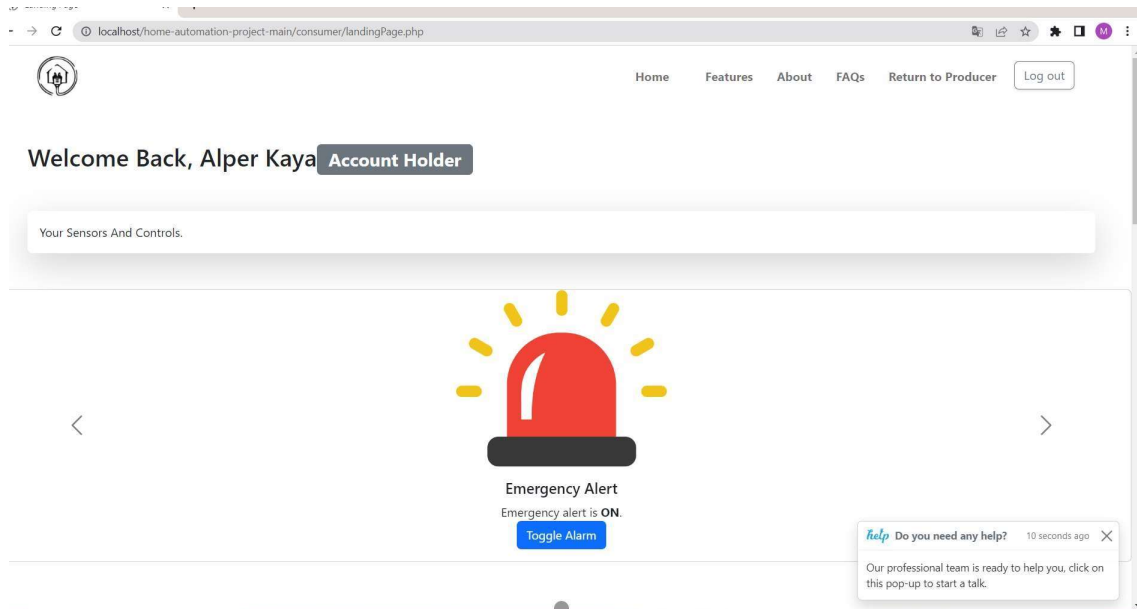 localhost/home-automation-project-main/consumer/landingPage.php
M
Home Features About FAQs Return to Producer Log out
Welcome Back, Alper Kaya Account Holder
Your Sensors And Controls.
Emergency Alert
Emergency alert is ON.
Toggle Alarm
help Do you need any help? 10 seconds ago
Our professional team is ready to help you, click on
this pop-up to start a talk.